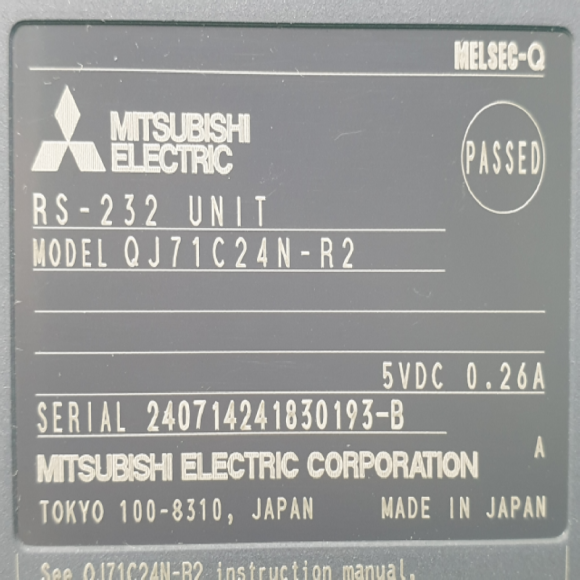 MELSEC-Q
MITSUBISHI
ELECTRIC
PASSED
RS-232 UNIT
MODEL QJ71C24N-R2
5VDC 0.26A
SERIAL 240714241830193-B
MITSUBISHI ELECTRIC CORPORATION
A
TOKYO 100-8310, JAPAN MADE IN JAPAN
See QJ71C24N-R2 instruction manual.